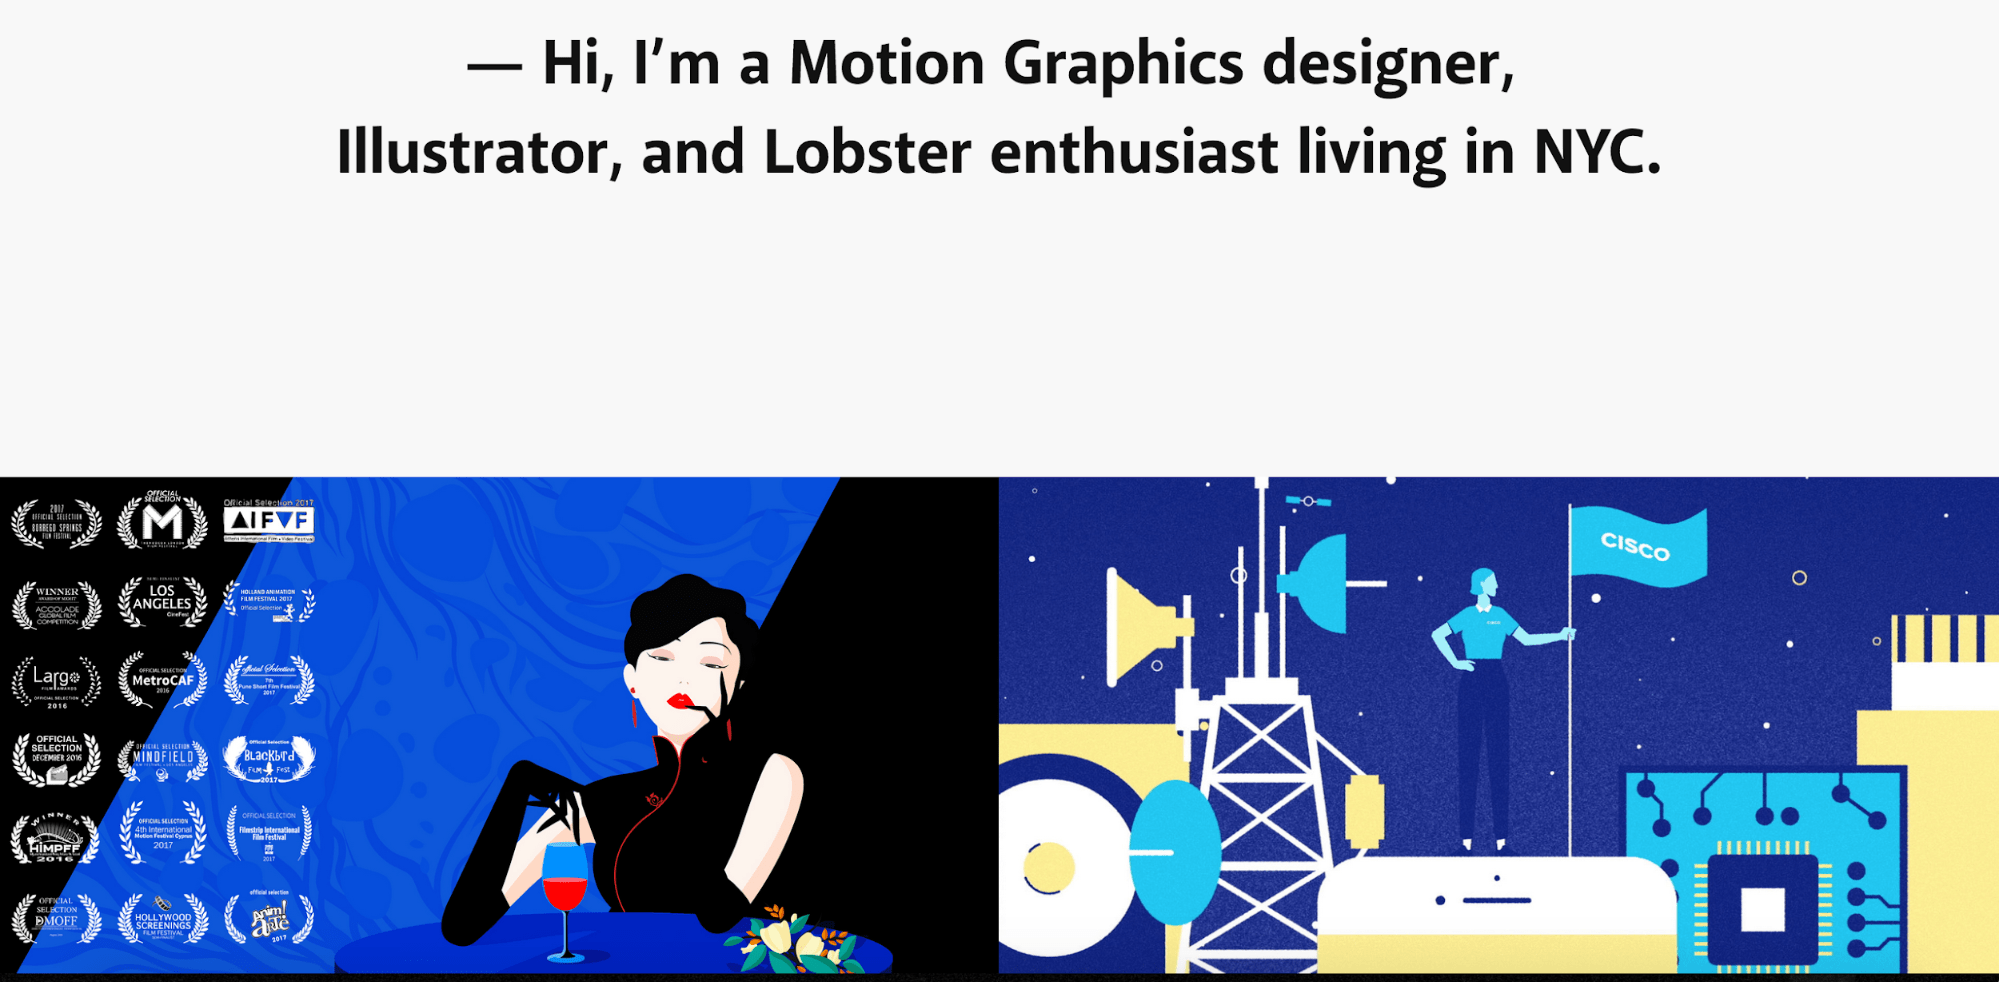 — Hi, I’m a Motion Graphics designer,
Illustrator, and Lobster enthusiast living in NYC.
2017
OFFICIAL SELECTION
BORREGO SPRINGS
FILM FESTIVAL
OFFICIAL
SELECTION
M
FILM FESTIVAL
Official Selection 2017
AIFVF
Athens International Film + Video Festival
WINNER
ACCOLADE
GLOBAL FILM
COMPETITION
LOS
ANGELES
CineFest
HOLLAND ANIMATION
FILM FESTIVAL 2017
Official Selection
Largo
FILM AWARDS
OFFICIAL SELECTION
2016
OFFICIAL SELECTION
MetroCAF
2016
official Selection
7th
Pune Short Film Festival
2017
OFFICIAL
SELECTION
DECEMBER 2016
OFFICIAL SELECTION
MINDFIELD
Official Selection
BLacKbird
FiLM FeST
2017
WINNER
HIMPFF
2016
OFFICIAL SELECTION
4th International
Motion Festival Cyprus
2017
OFFICIAL SELECTION
Filmstrip International
Film Festival
2017
OFFICIAL
SELECTION
DMOFF
HOLLYWOOD
SCREENINGS
FILM FESTIVAL
official selection
Anim!
aRTe
2017
CISCO